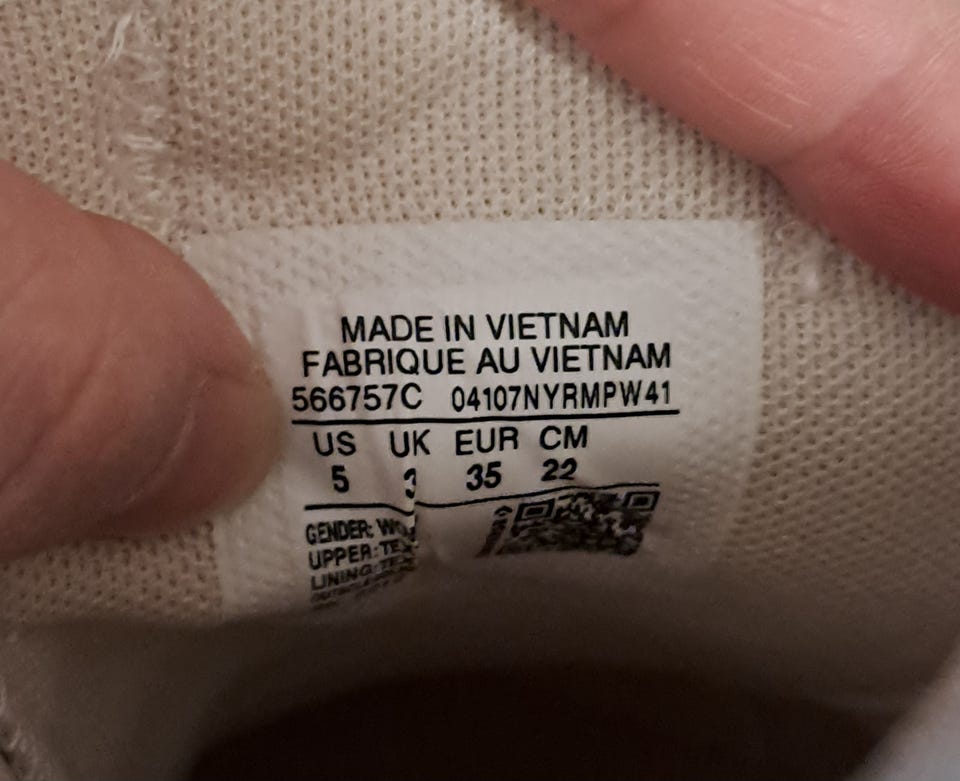 MADE IN VIETNAM
FABRIQUE AU VIETNAM
566757C 04107NYRMPW41
US UK EUR CM
5 3 35 22
GENDER:
UPPER:
LINING: